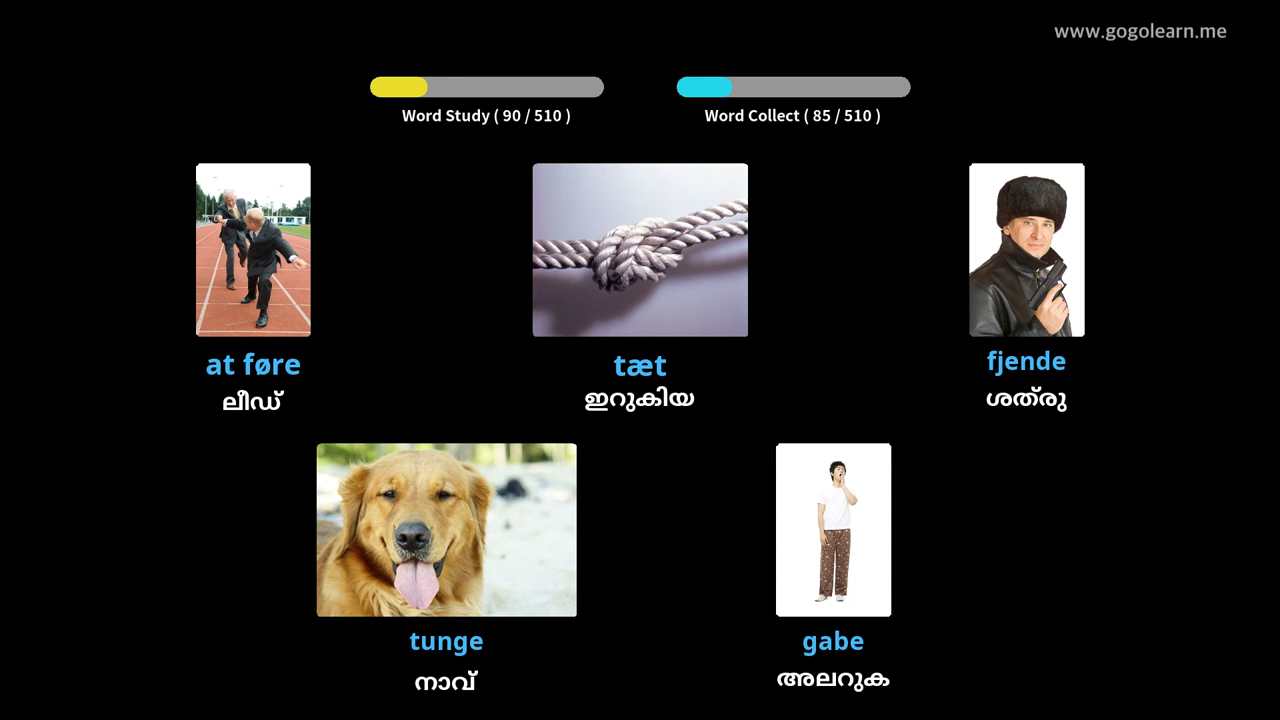 www.gogolearn.me
Word Study ( 90 / 510 )
Word Collect ( 85 / 510 )
at føre
ലീഡ്
tæt
ഇറുകിയ
fjende
ശത്രു
tunge
നാവ്
gabe
അലറുക